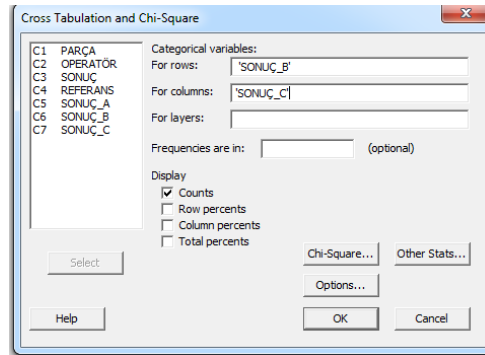 Cross Tabulation and Chi-Square
C1 PARÇA
C2 OPERATÖR
C3 SONUÇ
C4 REFERANS
C5 SONUÇ_A
C6 SONUÇ_B
C7 SONUÇ_C
Categorical variables:
For rows: 'SONUÇ_B'
For columns: 'SONUÇ_C'
For layers:
Frequencies are in: (optional)
Display
Counts
Row percents
Column percents
Total percents
Select
Chi-Square... Other Stats...
Options...
Help OK Cancel